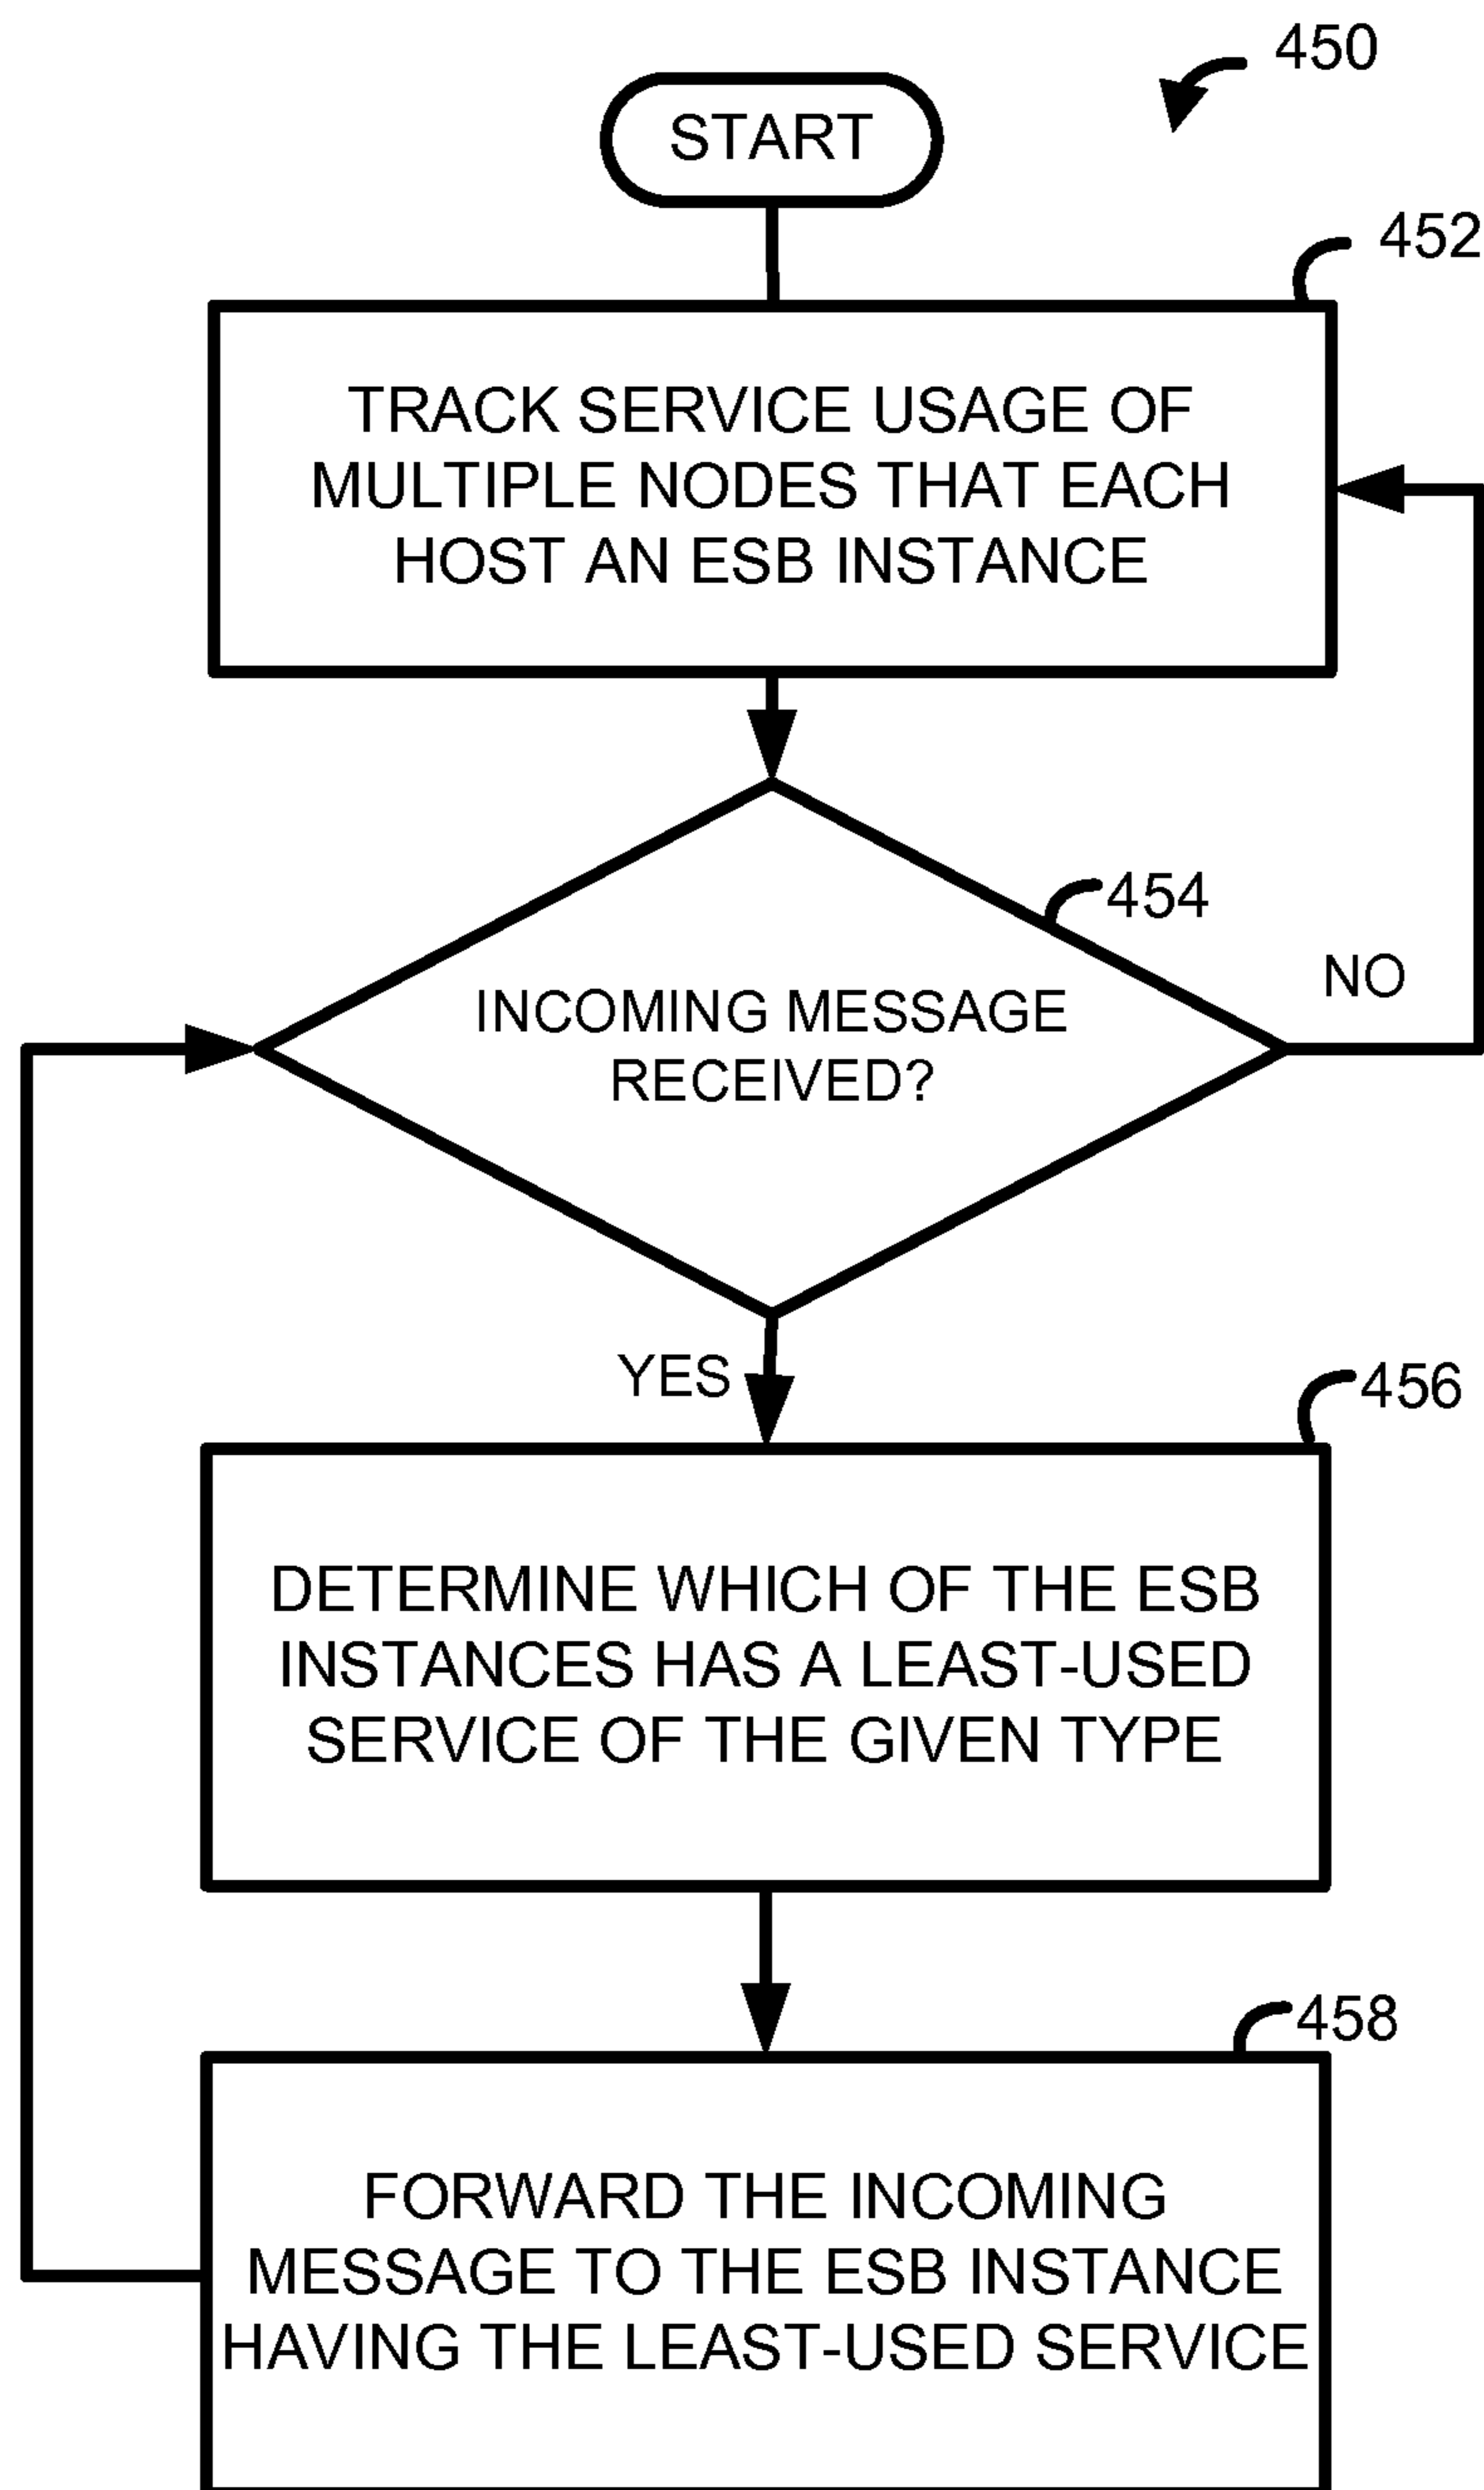 450
START
452
TRACK SERVICE USAGE OF
MULTIPLE NODES THAT EACH
HOST AN ESB INSTANCE
454
NO
INCOMING MESSAGE
RECEIVED?
YES
456
DETERMINE WHICH OF THE ESB
INSTANCES HAS A LEAST-USED
SERVICE OF THE GIVEN TYPE
458
FORWARD THE INCOMING
MESSAGE TO THE ESB INSTANCE
HAVING THE LEAST-USED SERVICE